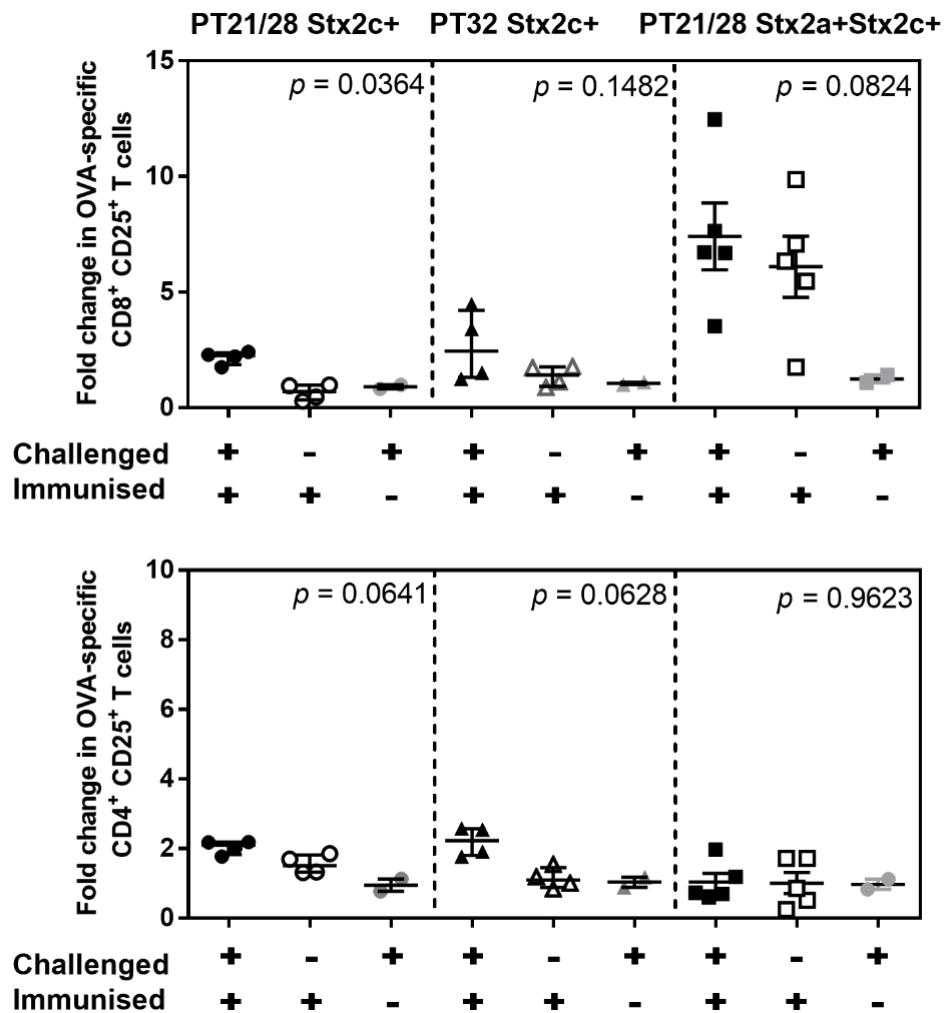 PT21/28 Stx2c+ PT32 Stx2c+ PT21/28 Stx2a+Stx2c+
Fold change in OVA-specific
CD8⁺ CD25⁺ T cells
15
10
5
0
p = 0.0364 p = 0.1482 p = 0.0824
Challenged + - + + - + + - +
Immunised + + - + + - + + -
Fold change in OVA-specific
CD4⁺ CD25⁺ T cells
10
8
6
4
2
0
p = 0.0641 p = 0.0628 p = 0.9623
Challenged + - + + - + + - +
Immunised + + - + + - + + -